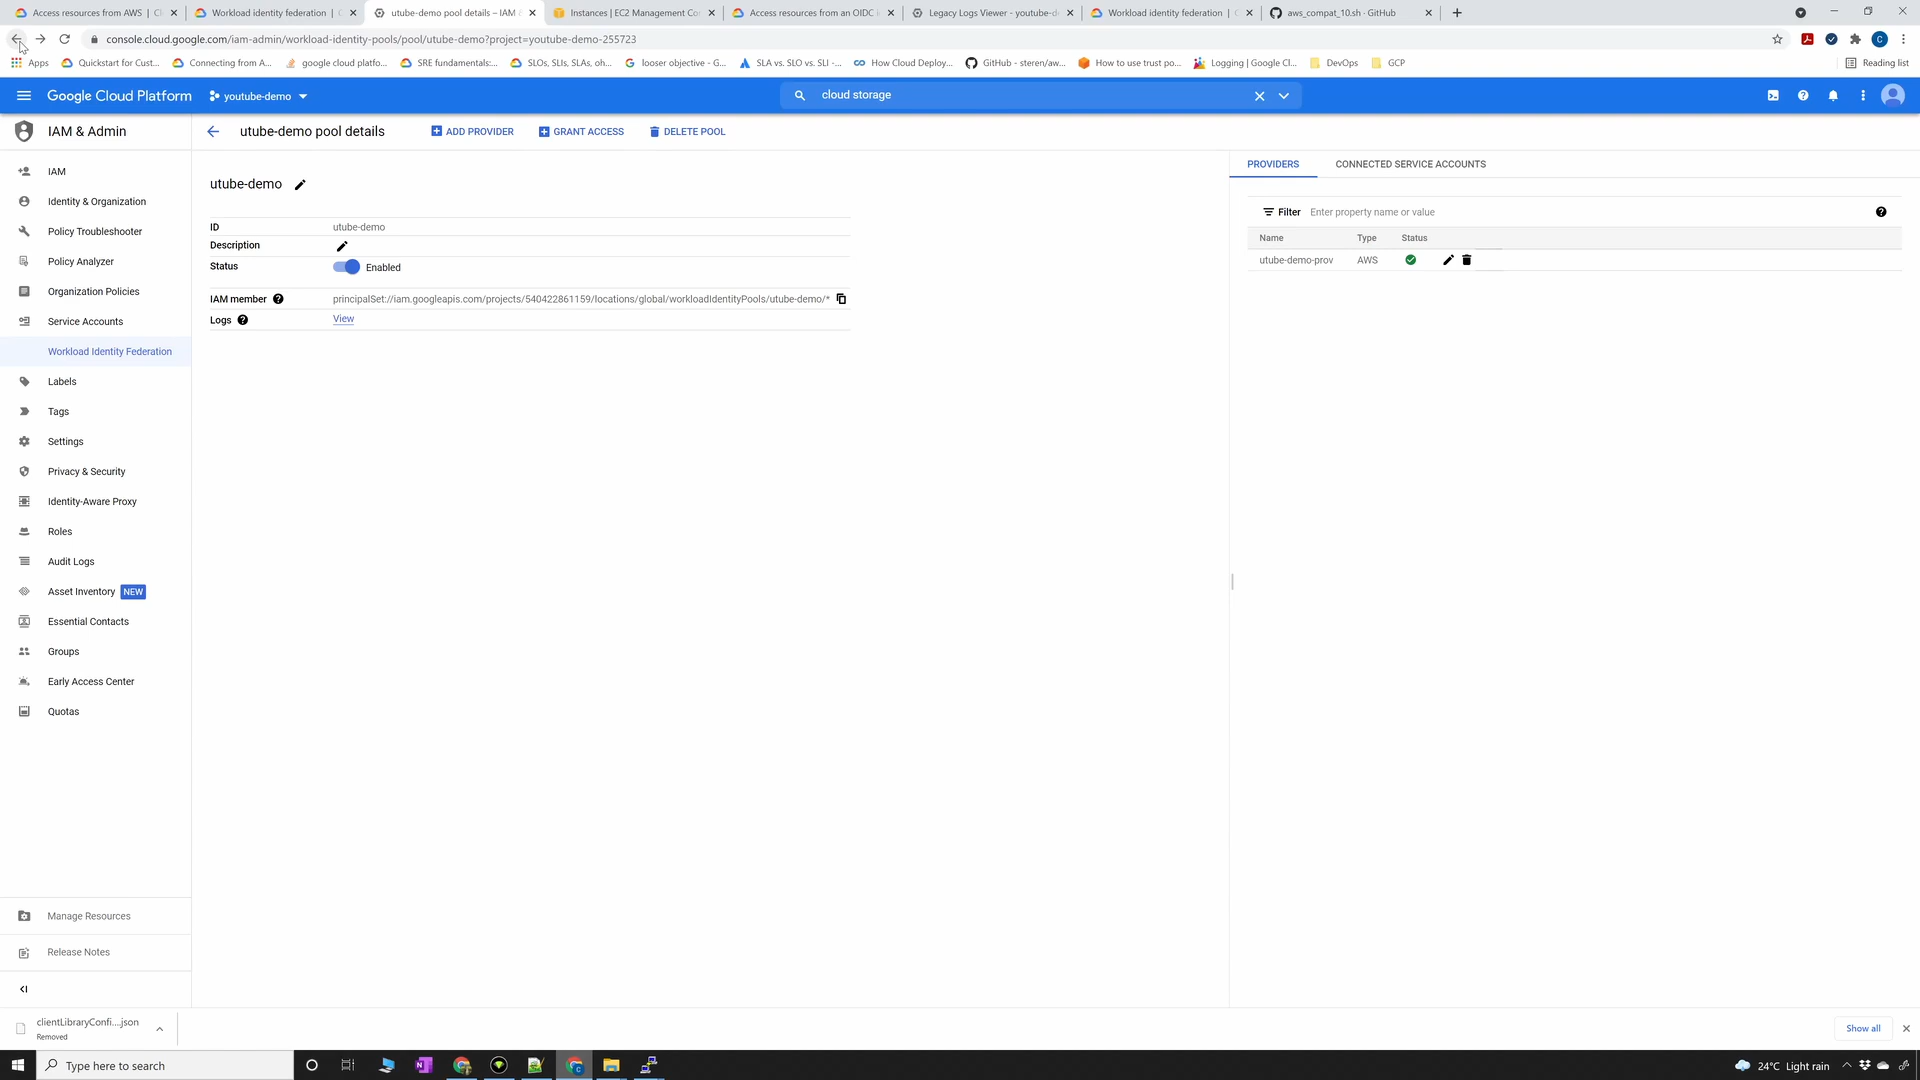 Access resources from AWS | Cl
Workload identity federation |
utube-demo pool details – IAM &
Instances | EC2 Management Co
Access resources from an OIDC i
Legacy Logs Viewer - youtube-d
Workload identity federation |
aws_compat_10.sh · GitHub
console.cloud.google.com/iam-admin/workload-identity-pools/pool/utube-demo?project=youtube-demo-255723
C
Apps
Quickstart for Cust...
Connecting from A...
google cloud platfo...
SRE fundamentals:...
SLOs, SLIs, SLAs, oh...
looser objective - G...
SLA vs. SLO vs. SLI -...
How Cloud Deploy...
GitHub - steren/aw...
How to use trust po...
Logging | Google Cl...
DevOps
GCP
Reading list
Google Cloud Platform
youtube-demo
cloud storage
IAM & Admin
utube-demo pool details
ADD PROVIDER
GRANT ACCESS
DELETE POOL
IAM
Identity & Organization
Policy Troubleshooter
Policy Analyzer
Organization Policies
Service Accounts
Workload Identity Federation
Labels
Tags
Settings
Privacy & Security
Identity-Aware Proxy
Roles
Audit Logs
Asset Inventory NEW
Essential Contacts
Groups
Early Access Center
Quotas
Manage Resources
Release Notes
utube-demo
ID utube-demo
Description
Status Enabled
IAM member principalSet://iam.googleapis.com/projects/540422861159/locations/global/workloadIdentityPools/utube-demo/*
Logs View
PROVIDERS
CONNECTED SERVICE ACCOUNTS
Filter Enter property name or value
Name Type Status
utube-demo-prov AWS
clientLibraryConfi....json
Removed
Show all
Type here to search
24°C Light rain